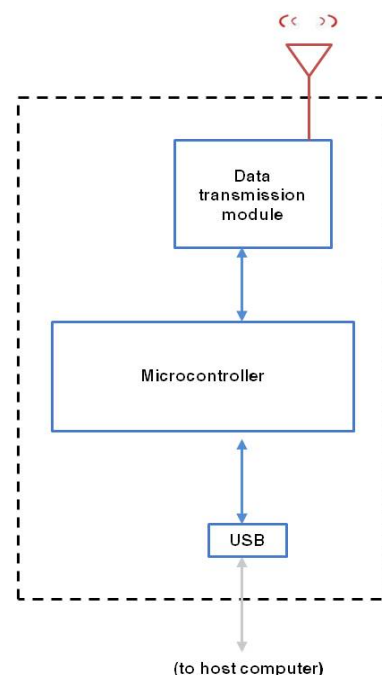 Data
transmission
module
Microcontroller
USB
(to host computer)